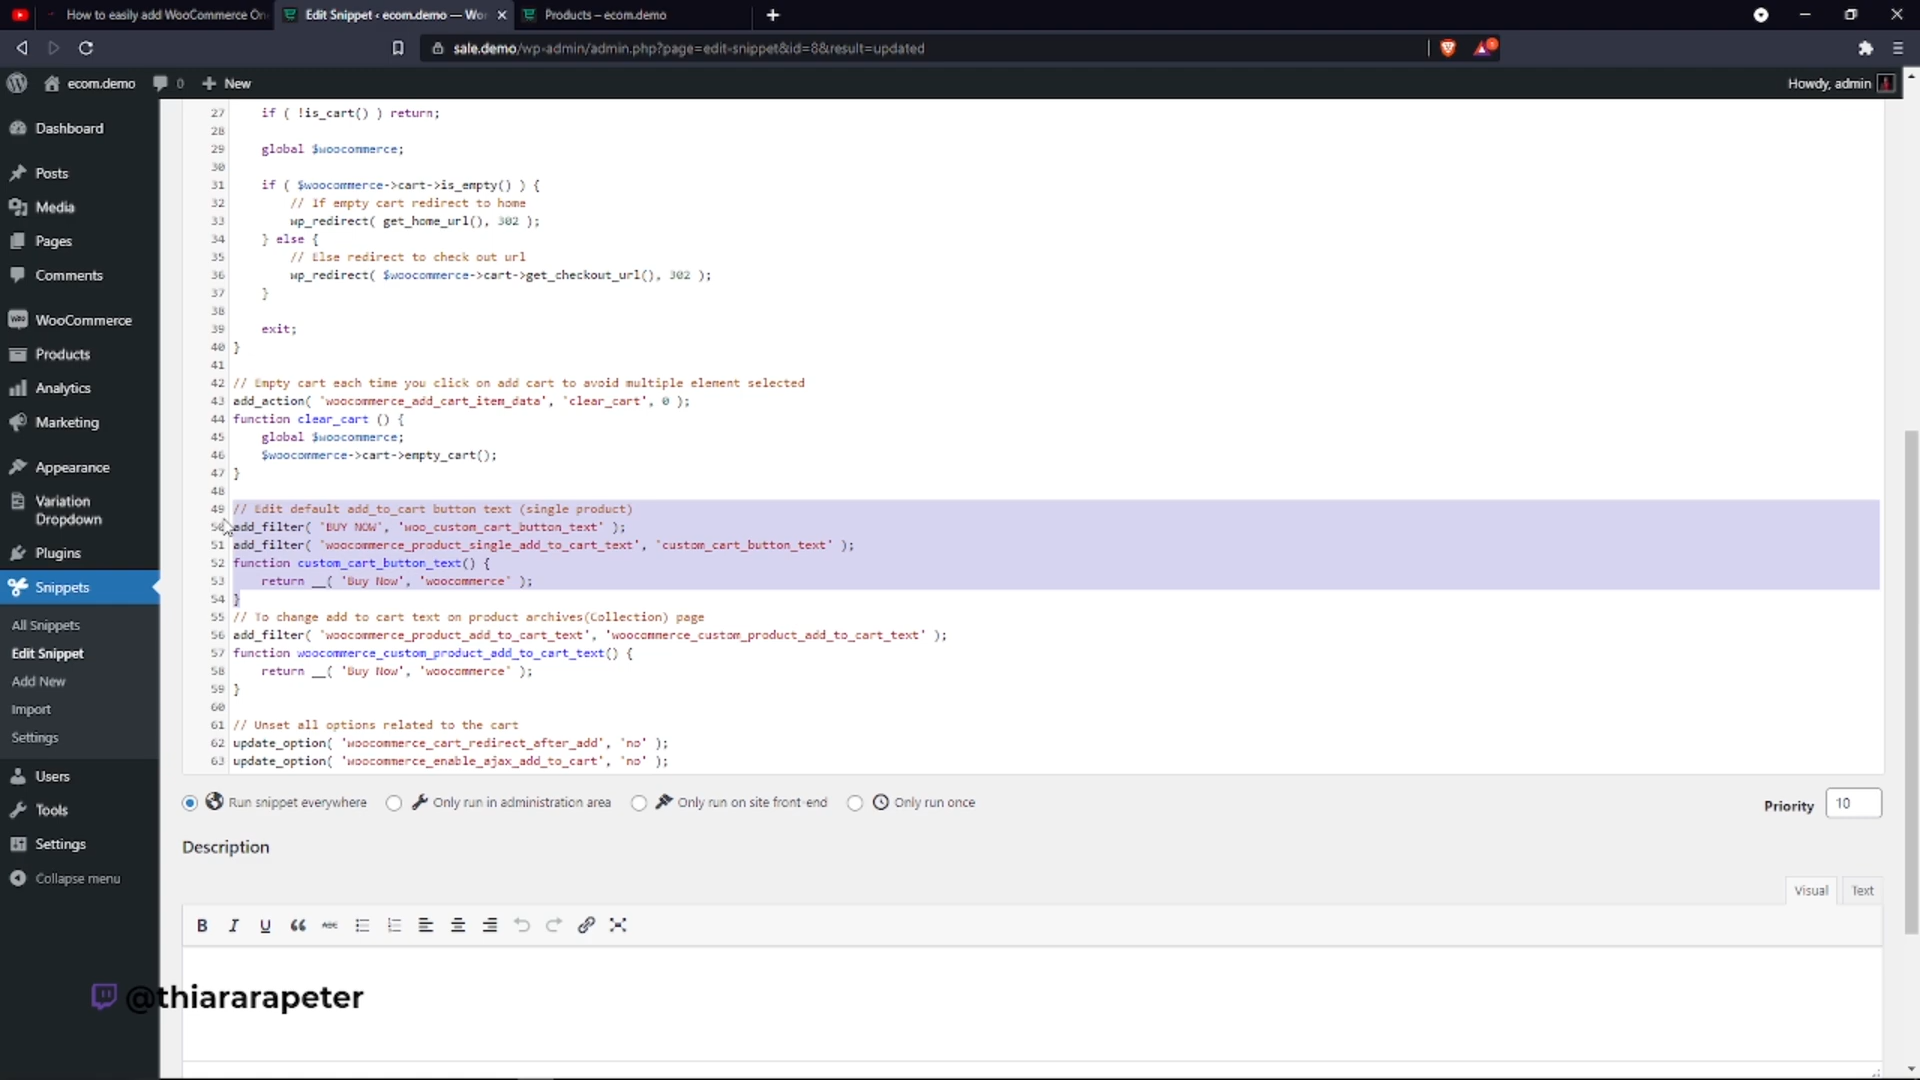 How to easily add WooCommerce On
Edit Snippet ‹ ecom.demo — Wor
Products – ecom.demo
sale.demo/wp-admin/admin.php?page=edit-snippet&id=8&result=updated
ecom.demo
0
New
Howdy, admin
Dashboard
Posts
Media
Pages
Comments
WooCommerce
Products
Analytics
Marketing
Appearance
Variation
Dropdown
Plugins
Snippets
All Snippets
Edit Snippet
Add New
Import
Settings
Users
Tools
Settings
Collapse menu
27 if ( !is_cart() ) return;
28
29 global $woocommerce;
30
31 if ( $woocommerce->cart->is_empty() ) {
32 // If empty cart redirect to home
33 wp_redirect( get_home_url(), 302 );
34 } else {
35 // Else redirect to check out url
36 wp_redirect( $woocommerce->cart->get_checkout_url(), 302 );
37 }
38
39 exit;
40 }
41
42 // Empty cart each time you click on add cart to avoid multiple element selected
43 add_action( 'woocommerce_add_cart_item_data', 'clear_cart', 0 );
44 function clear_cart () {
45 global $woocommerce;
46 $woocommerce->cart->empty_cart();
47 }
48
49 // Edit default add_to_cart button text (single product)
50 add_filter( 'BUY NOW', 'woo_custom_cart_button_text' );
51 add_filter( 'woocommerce_product_single_add_to_cart_text', 'custom_cart_button_text' );
52 function custom_cart_button_text() {
53 return __( 'Buy Now', 'woocommerce' );
54 }
55 // To change add to cart text on product archives(Collection) page
56 add_filter( 'woocommerce_product_add_to_cart_text', 'woocommerce_custom_product_add_to_cart_text' );
57 function woocommerce_custom_product_add_to_cart_text() {
58 return __( 'Buy Now', 'woocommerce' );
59 }
60
61 // Unset all options related to the cart
62 update_option( 'woocommerce_cart_redirect_after_add', 'no' );
63 update_option( 'woocommerce_enable_ajax_add_to_cart', 'no' );
Run snippet everywhere
Only run in administration area
Only run on site front-end
Only run once
Priority
10
Description
Visual
Text
@thiararapeter